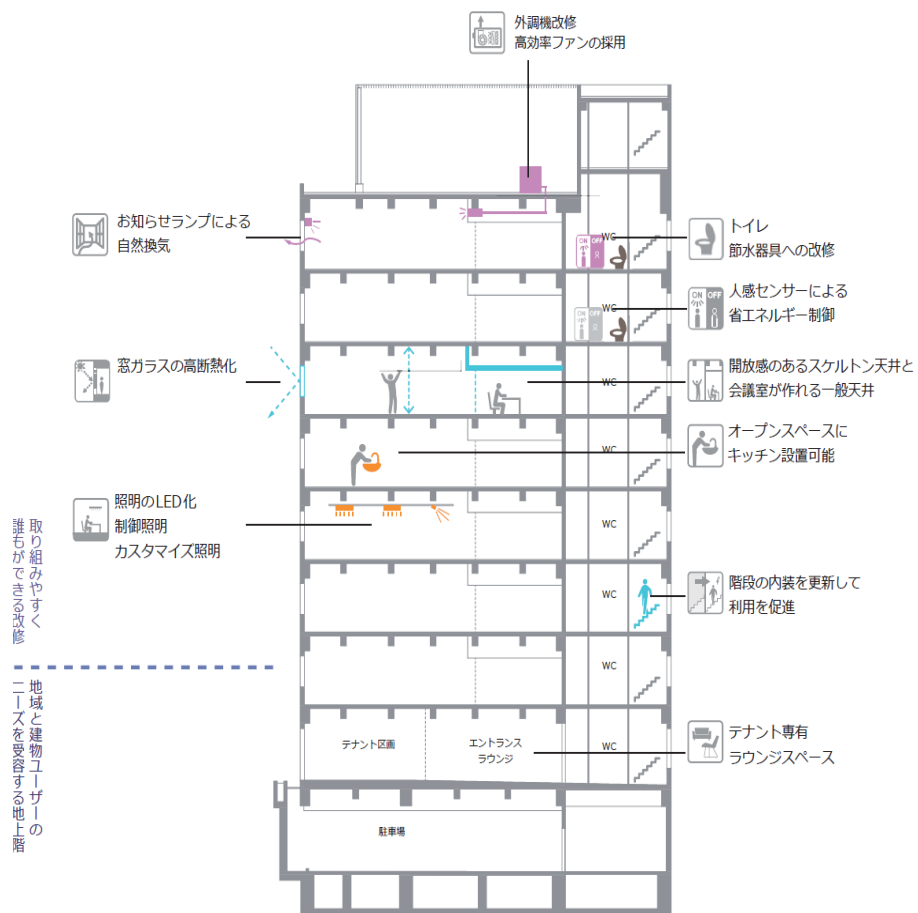 外調機改修
高効率ファンの採用
お知らせランプによる
自然換気
WC
ON
OFF
トイレ
節水器具への改修
WC
ON
OFF
ON
OFF
人感センサーによる
省エネルギー制御
窓ガラスの高断熱化
WC
開放感のあるスケルトン天井と
会議室が作れる一般天井
WC
オープンスペースに
キッチン設置可能
照明のLED化
制御照明
カスタマイズ照明
WC
取り組みやすく
誰もができる改修
WC
階段の内装を更新して
利用を促進
WC
地域と建物ユーザーの
ニーズを受容する地上階
テナント区画
エントランス
ラウンジ
WC
テナント専有
ラウンジスペース
駐車場